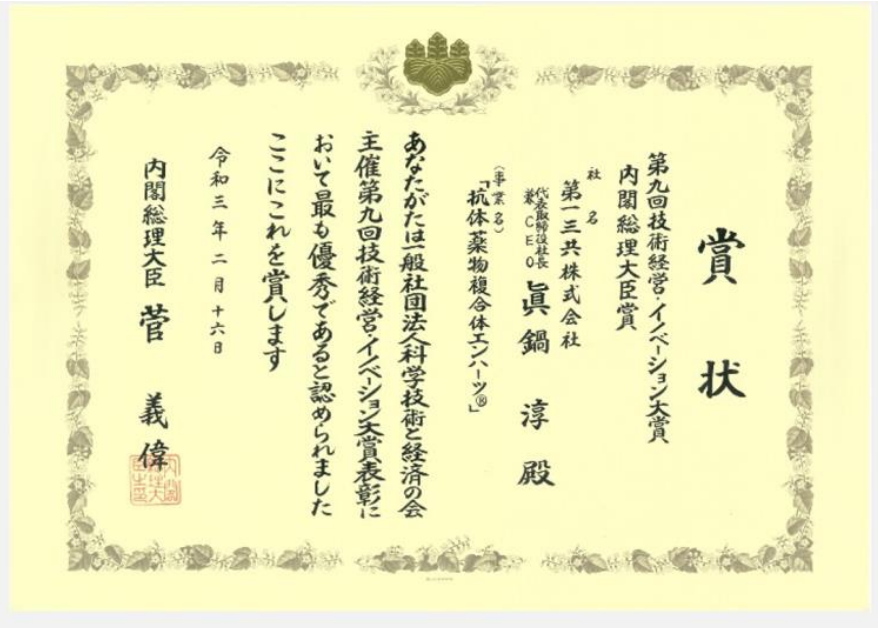 賞状
第九回技術経営・イノベーション大賞
内閣総理大臣賞
社名
第一三共株式会社
代表取締役社長
兼CEO
眞鍋 淳 殿
(事業名)
「抗体薬物複合体エンハーツ®」
あなたがたは一般社団法人科学技術と経済の会
主催第九回技術経営・イノベーション大賞表彰に
おいて最も優秀であると認められました
ここにこれを賞します
令和三年二月十六日
内閣総理大臣 菅 義偉